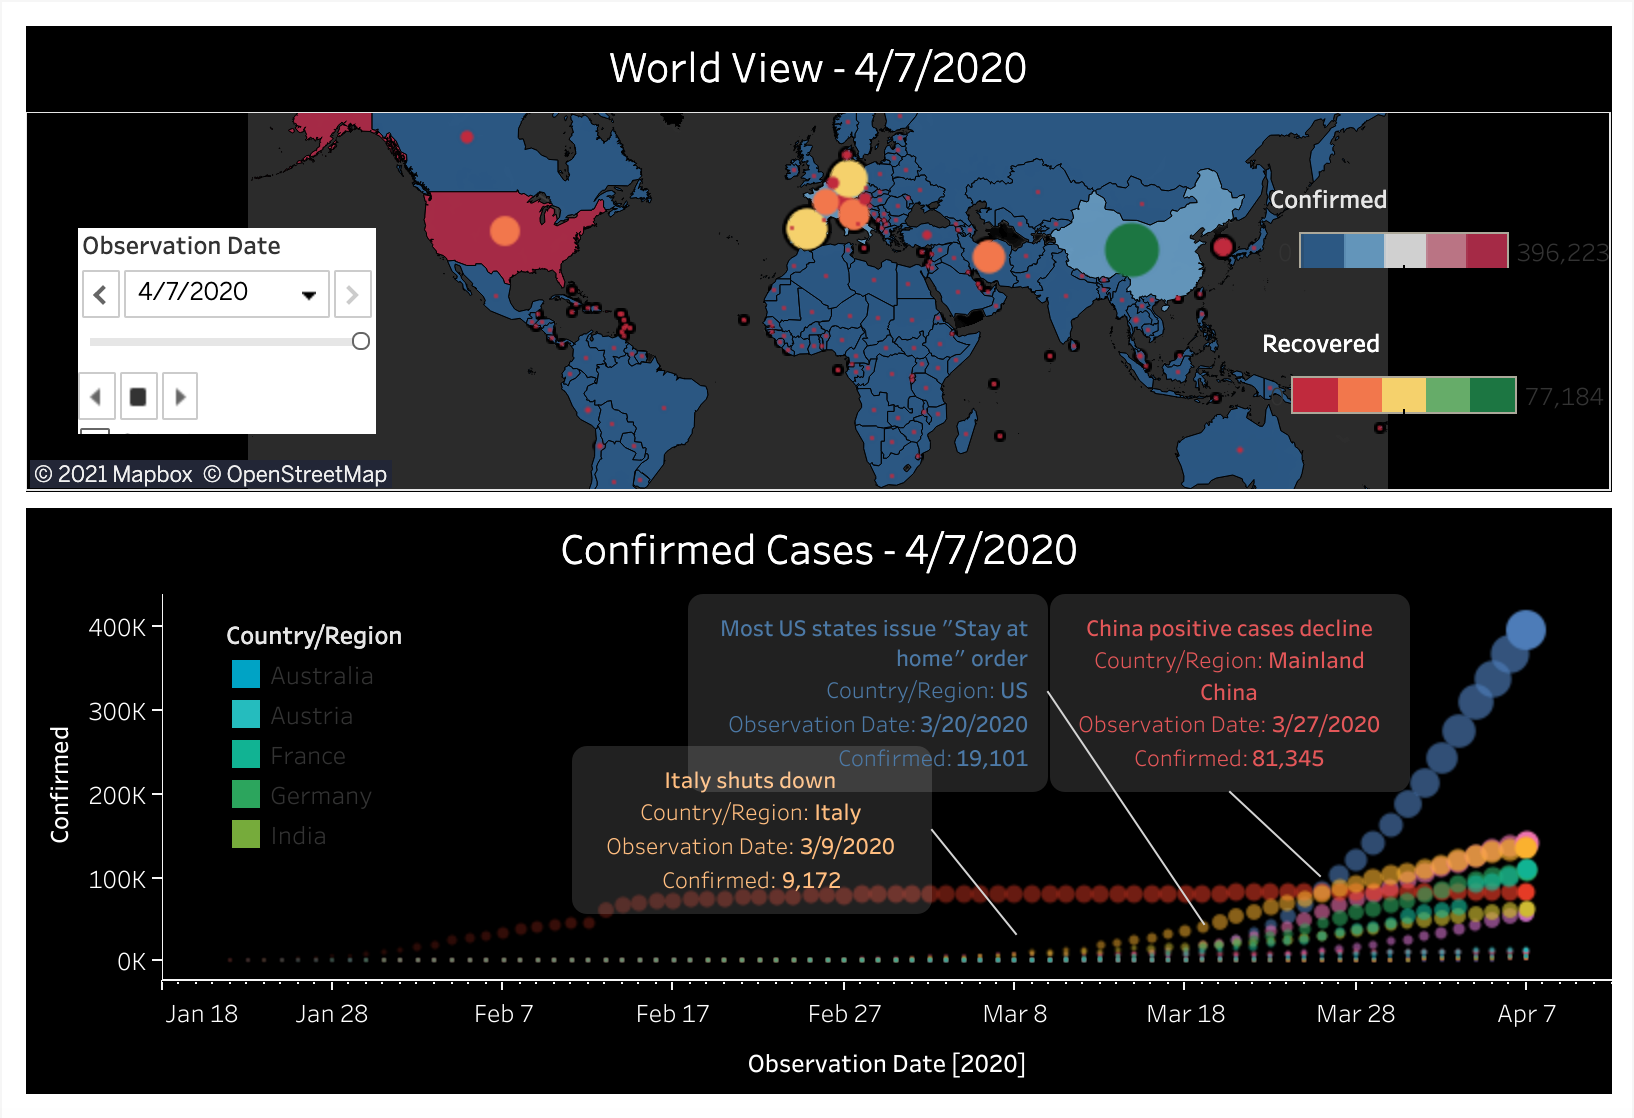 World View - 4/7/2020
Observation Date
4/7/2020
Confirmed
0
396,223
Recovered
77,184
© 2021 Mapbox © OpenStreetMap
Confirmed Cases - 4/7/2020
Confirmed
400K
300K
200K
100K
0K
Country/Region
Australia
Austria
France
Germany
India
Most US states issue "Stay at
home" order
Country/Region: US
Observation Date: 3/20/2020
Confirmed: 19,101
China positive cases decline
Country/Region: Mainland
China
Observation Date: 3/27/2020
Confirmed: 81,345
Italy shuts down
Country/Region: Italy
Observation Date: 3/9/2020
Confirmed: 9,172
Jan 18 Jan 28 Feb 7 Feb 17 Feb 27 Mar 8 Mar 18 Mar 28 Apr 7
Observation Date [2020]